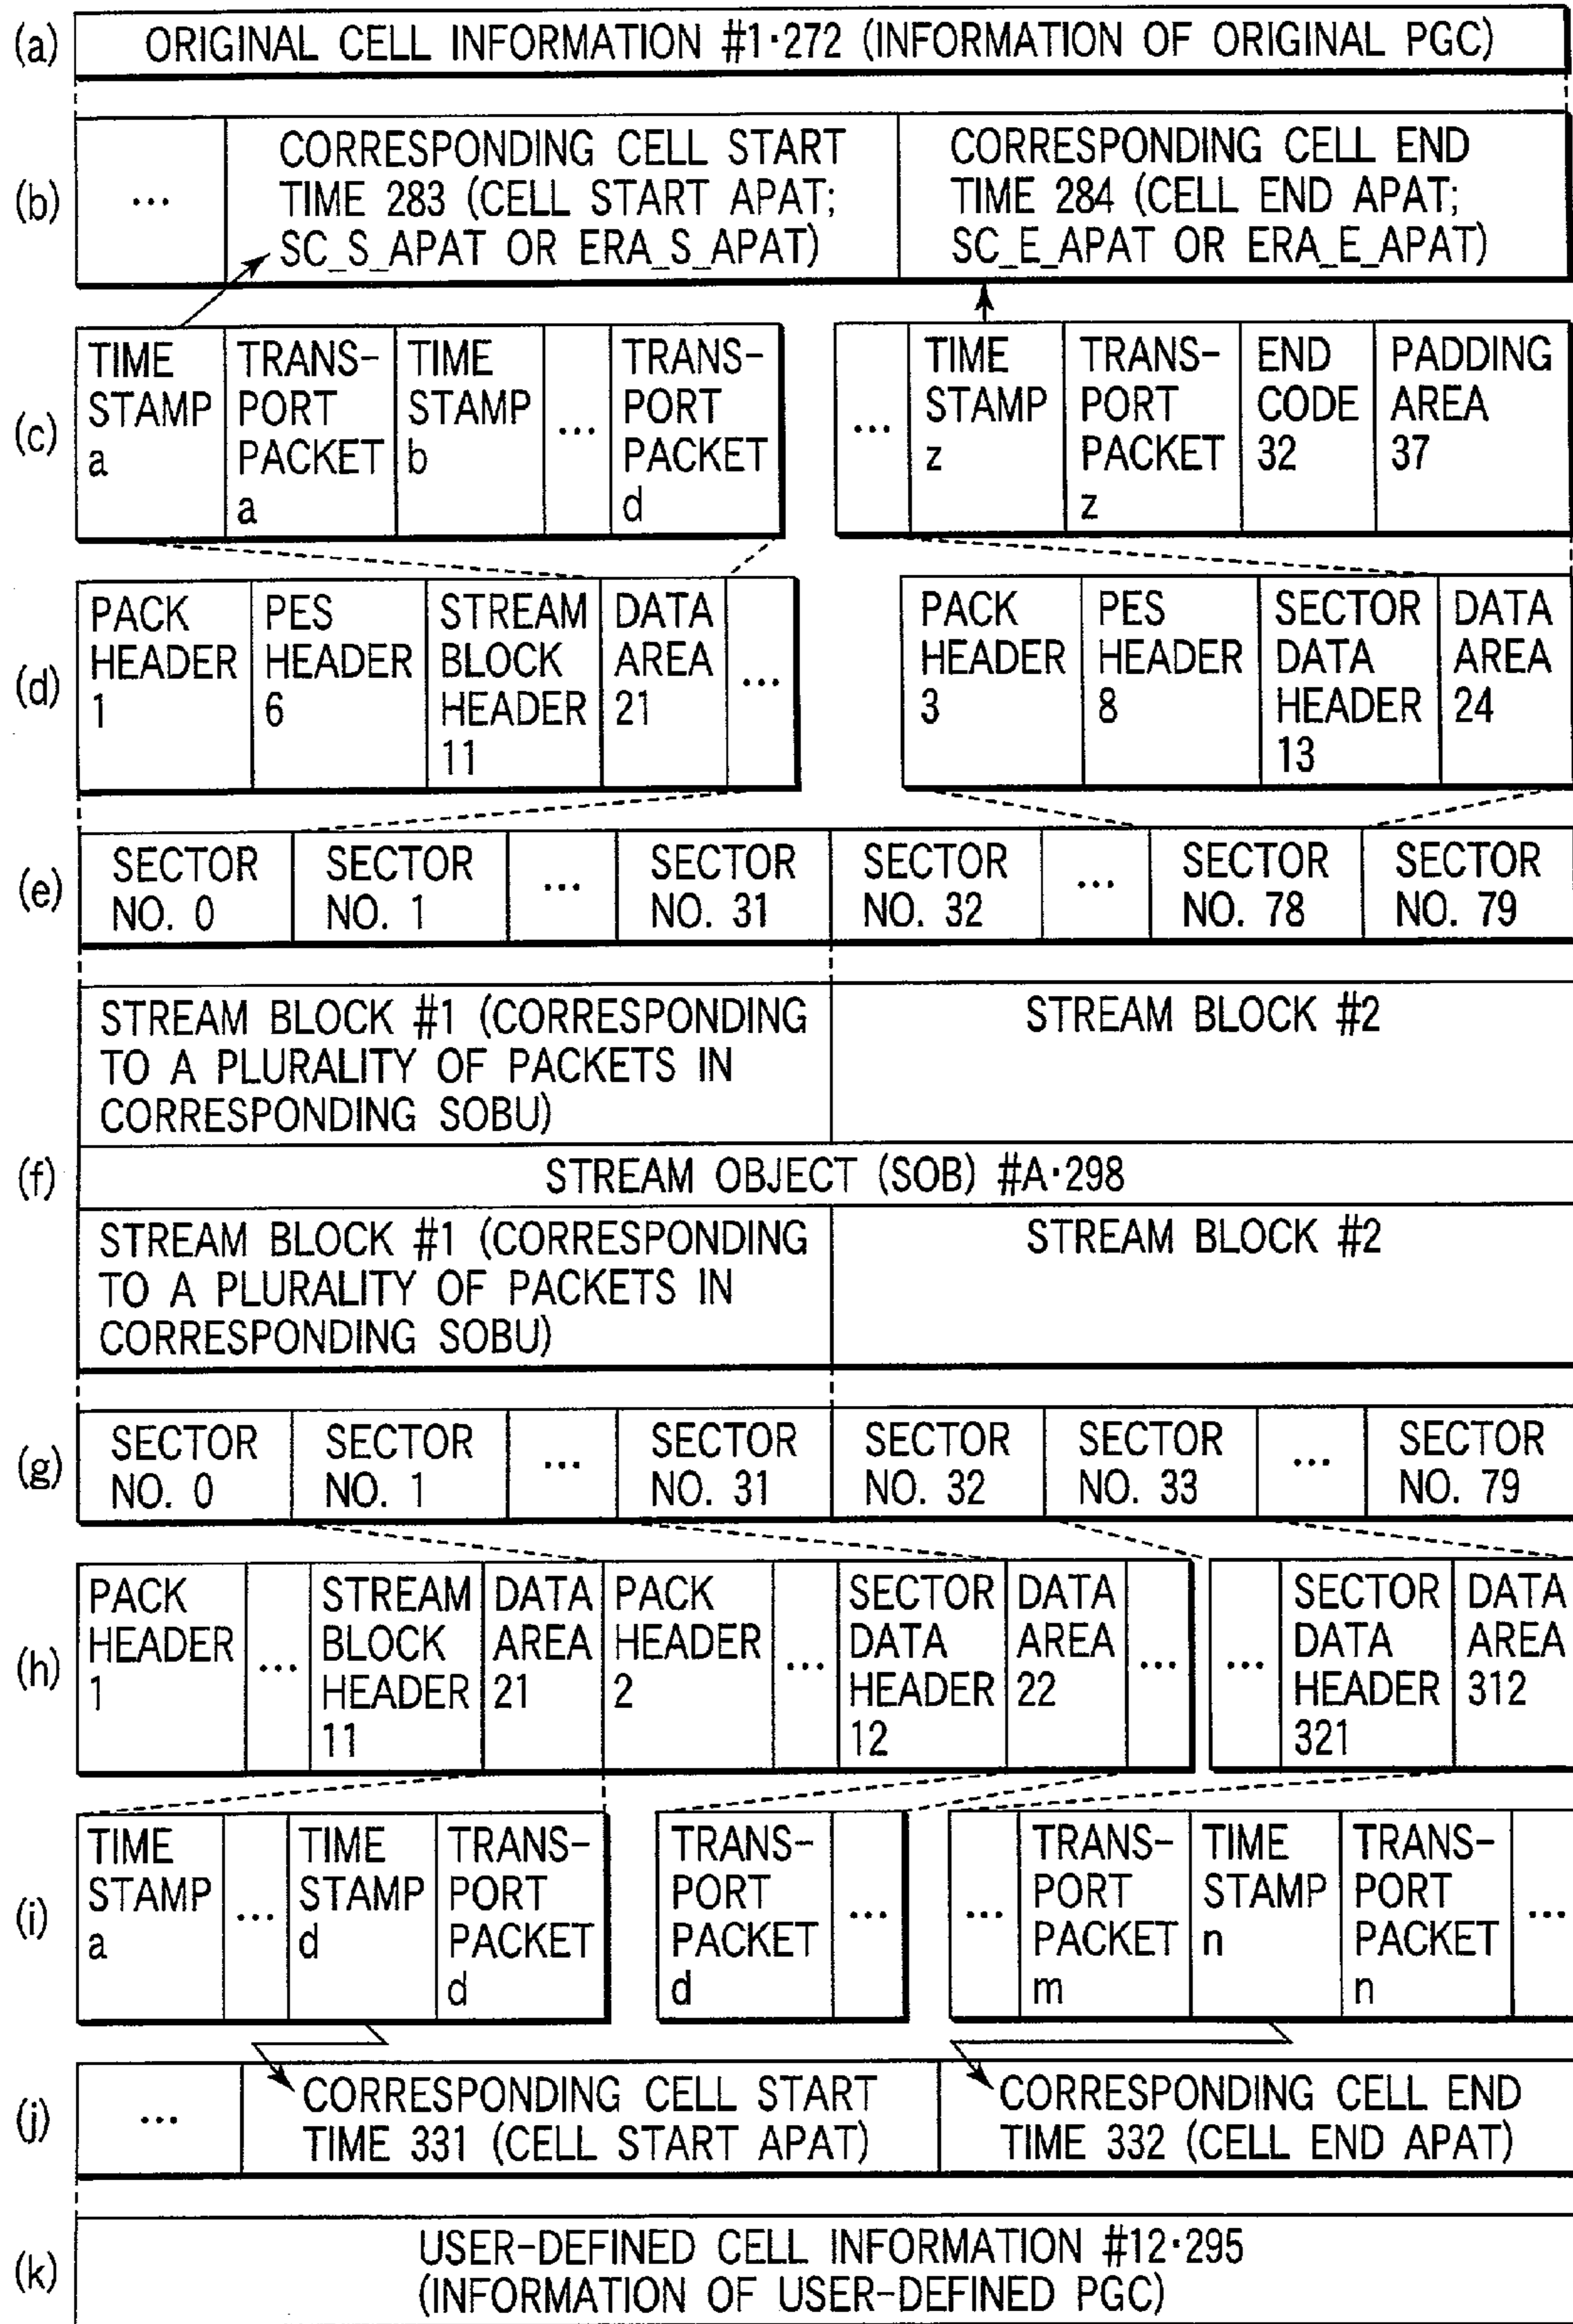 (a) ORIGINAL CELL INFORMATION #1·272 (INFORMATION OF ORIGINAL PGC)
(b)
...
CORRESPONDING CELL START
TIME 283 (CELL START APAT;
SC_S_APAT OR ERA_S_APAT)
CORRESPONDING CELL END
TIME 284 (CELL END APAT;
SC_E_APAT OR ERA_E_APAT)
(c)
TIME
STAMP
a
TRANS-
PORT
PACKET
a
TIME
STAMP
b
...
TRANS-
PORT
PACKET
d
...
TIME
STAMP
z
TRANS-
PORT
PACKET
z
END
CODE
32
PADDING
AREA
37
(d)
PACK
HEADER
1
PES
HEADER
6
STREAM
BLOCK
HEADER
11
DATA
AREA
21
...
PACK
HEADER
3
PES
HEADER
8
SECTOR
DATA
HEADER
13
DATA
AREA
24
(e)
SECTOR
NO. 0
SECTOR
NO. 1
...
SECTOR
NO. 31
SECTOR
NO. 32
...
SECTOR
NO. 78
SECTOR
NO. 79
STREAM BLOCK #1 (CORRESPONDING
TO A PLURALITY OF PACKETS IN
CORRESPONDING SOBU)
STREAM BLOCK #2
(f)
STREAM OBJECT (SOB) #A·298
STREAM BLOCK #1 (CORRESPONDING
TO A PLURALITY OF PACKETS IN
CORRESPONDING SOBU)
STREAM BLOCK #2
(g)
SECTOR
NO. 0
SECTOR
NO. 1
...
SECTOR
NO. 31
SECTOR
NO. 32
SECTOR
NO. 33
...
SECTOR
NO. 79
(h)
PACK
HEADER
1
...
STREAM
BLOCK
HEADER
11
DATA
AREA
21
PACK
HEADER
2
...
SECTOR
DATA
HEADER
12
DATA
AREA
22
...
...
SECTOR
DATA
HEADER
321
DATA
AREA
312
(i)
TIME
STAMP
a
...
TIME
STAMP
d
TRANS-
PORT
PACKET
d
TRANS-
PORT
PACKET
d
...
...
TRANS-
PORT
PACKET
m
TIME
STAMP
n
TRANS-
PORT
PACKET
n
...
(j)
...
CORRESPONDING CELL START
TIME 331 (CELL START APAT)
CORRESPONDING CELL END
TIME 332 (CELL END APAT)
(k)
USER-DEFINED CELL INFORMATION #12·295
(INFORMATION OF USER-DEFINED PGC)